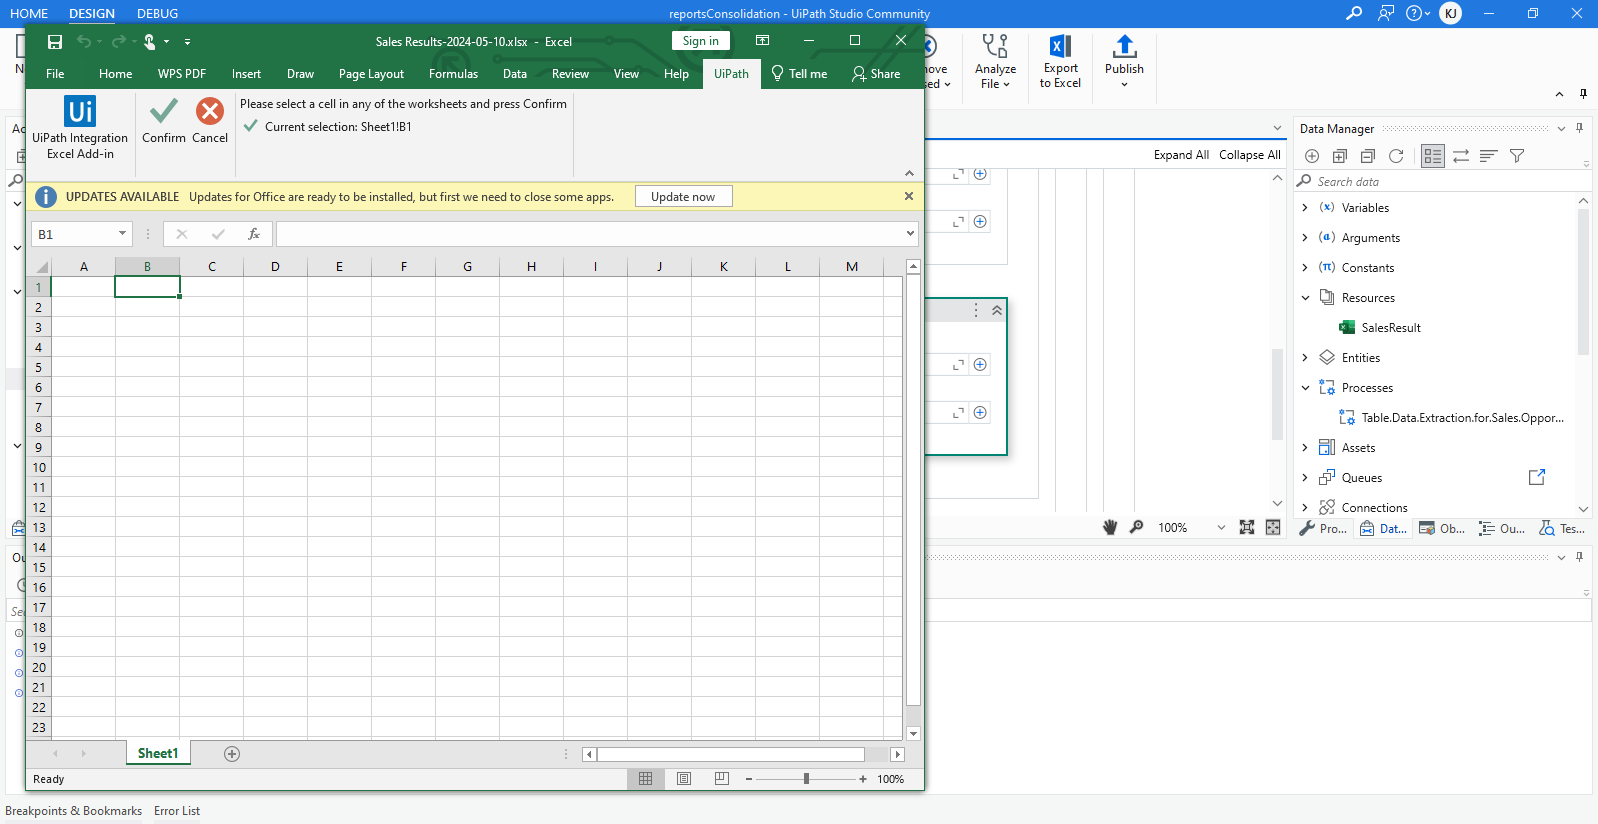 HOME DESIGN DEBUG
reportsConsolidation - UiPath Studio Community
KJ
Sales Results-2024-05-10.xlsx - Excel
Sign in
File Home WPS PDF Insert Draw Page Layout Formulas Data Review View Help UiPath Tell me Share
Analyze File
Export to Excel
Publish
Ui
UiPath Integration Excel Add-in
Confirm
Cancel
Please select a cell in any of the worksheets and press Confirm
Current selection: Sheet1!B1
UPDATES AVAILABLE Updates for Office are ready to be installed, but first we need to close some apps. Update now
B1
fx
A B C D E F G H I J K L M
1
2
3
4
5
6
7
8
9
10
11
12
13
14
15
16
17
18
19
20
21
22
23
Sheet1
Ready
100%
Expand All Collapse All
100%
Data Manager
Search data
Variables
Arguments
Constants
Resources
SalesResult
Entities
Processes
Table.Data.Extraction.for.Sales.Oppor...
Assets
Queues
Connections
Pro... Dat... Ob... Ou... Tes...
Breakpoints & Bookmarks Error List